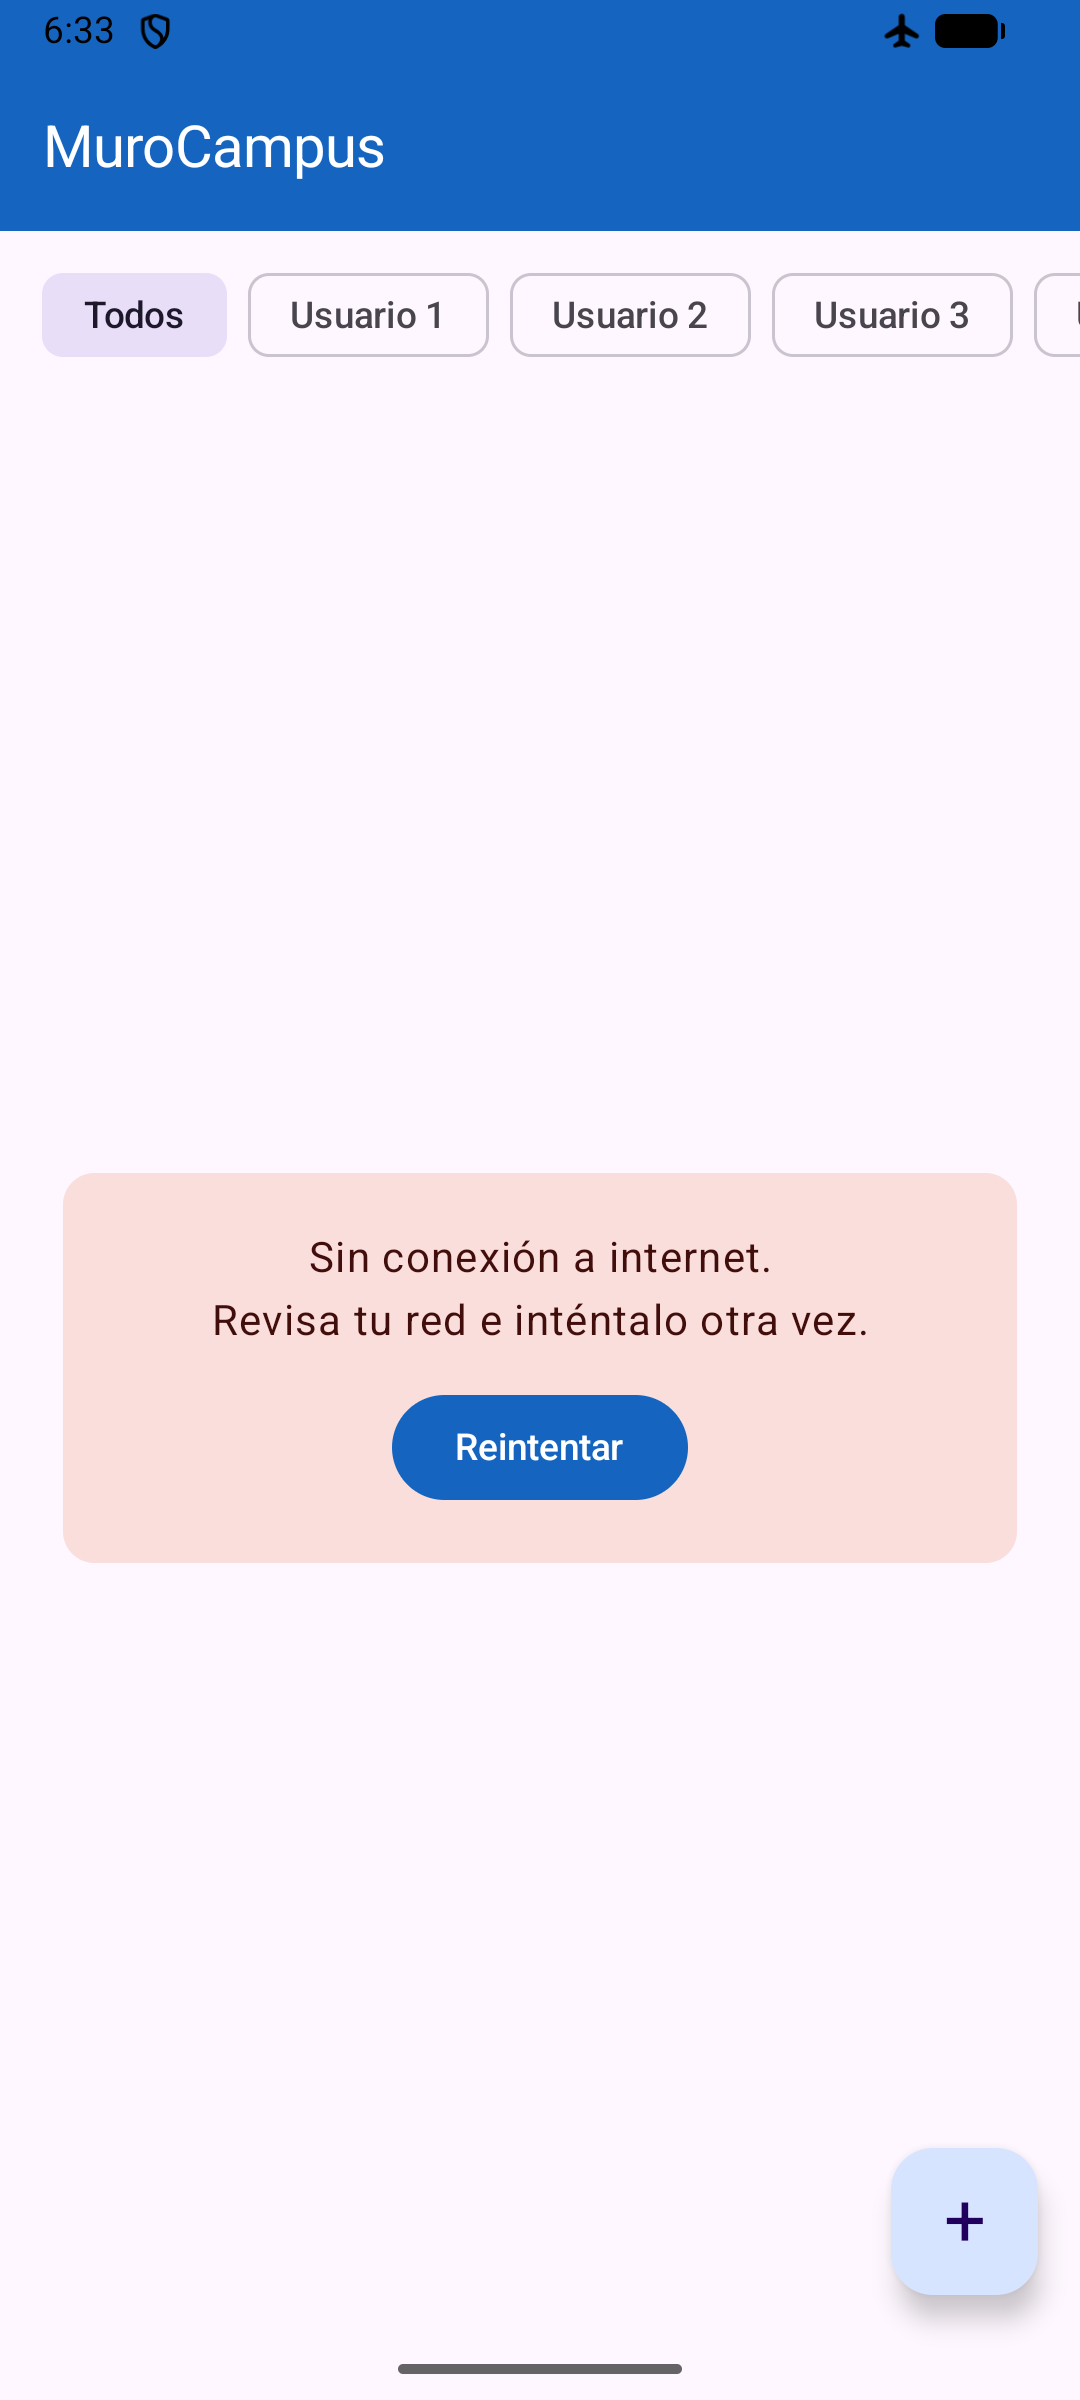 6:33
MuroCampus
Todos
Usuario 1
Usuario 2
Usuario 3
Sin conexión a internet.
Revisa tu red e inténtalo otra vez.
Reintentar
+